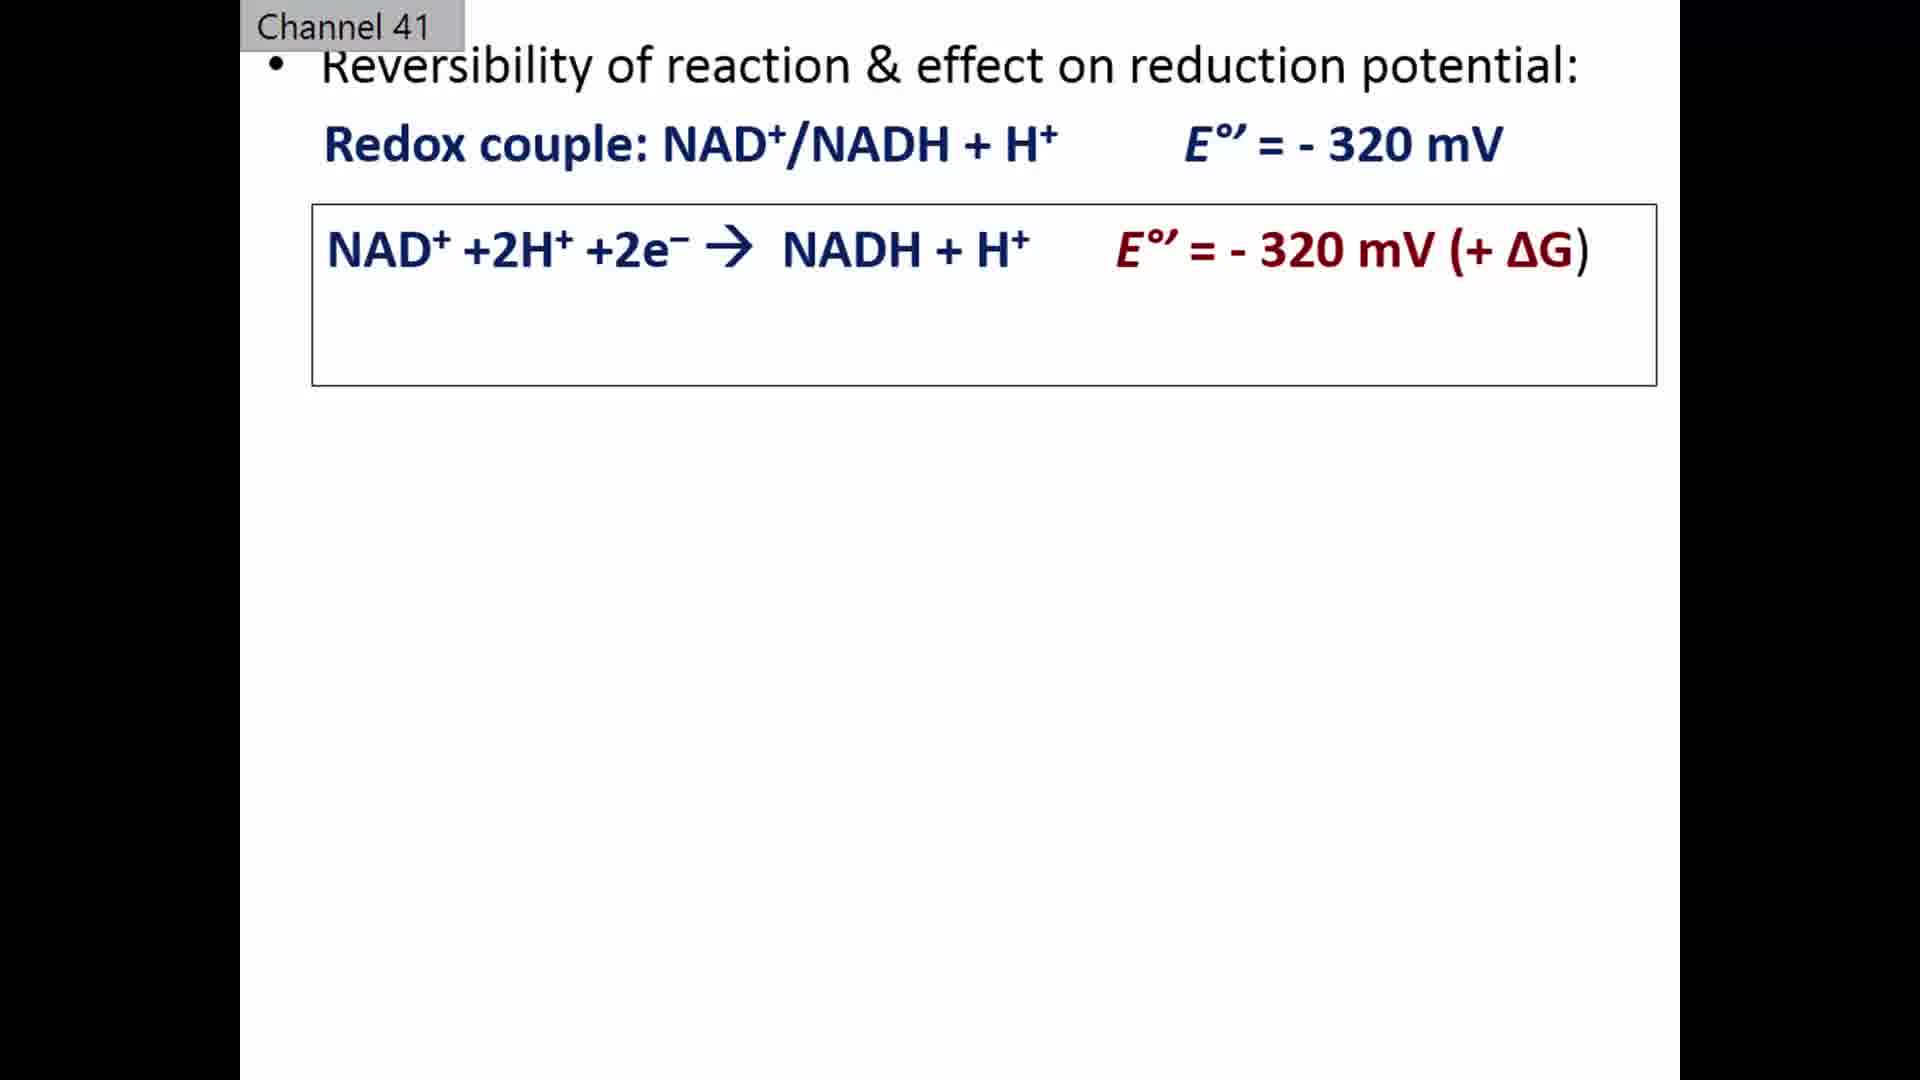 Channel 41
• Reversibility of reaction & effect on reduction potential:
Redox couple: NAD⁺/NADH + H⁺ E°′ = - 320 mV
NAD⁺ +2H⁺ +2e⁻ → NADH + H⁺ E°′ = - 320 mV (+ ΔG)